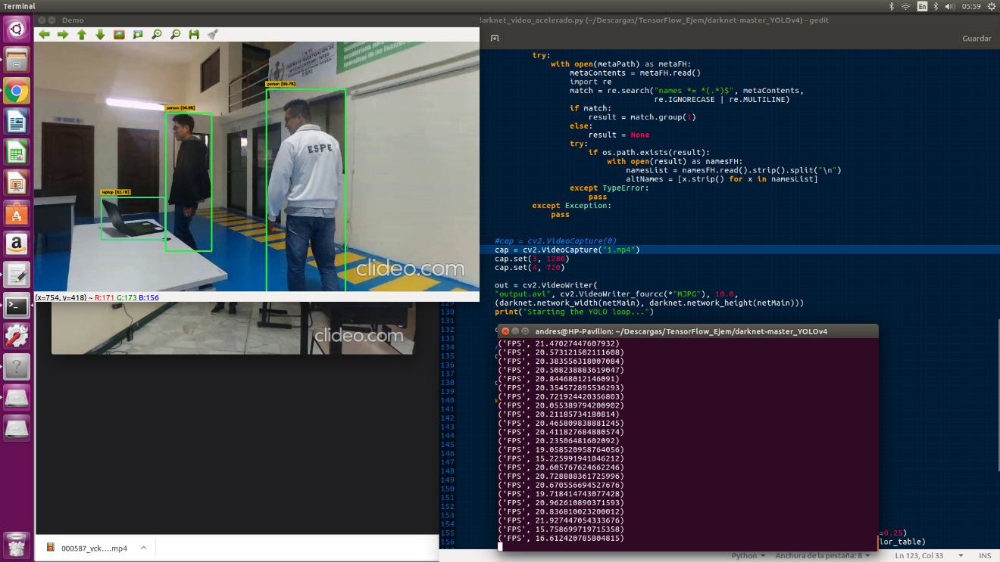 Terminal
En
05:59
Demo
darknet_video_acelerado.py (~/Descargas/TensorFlow_Ejem/darknet-master_YOLOv4) - gedit
Guardar
CENTRO DE INVESTIGACIÓN DE
APLICACIONES MILITARES
ESPE
person [99.7%]
person [96.9%]
ESPE
laptop [83.1%]
clideo.com
(x=754, y=418) ~ R:171 G:173 B:156
clideo.com
try:
with open(metaPath) as metaFH:
metaContents = metaFH.read()
import re
match = re.search("names *= *(.*)$", metaContents,
re.IGNORECASE | re.MULTILINE)
if match:
result = match.group(1)
else:
result = None
try:
if os.path.exists(result):
with open(result) as namesFH:
namesList = namesFH.read().strip().split("\n")
altNames = [x.strip() for x in namesList]
except TypeError:
pass
except Exception:
pass
#cap = cv2.VideoCapture(0)
cap = cv2.VideoCapture("1.mp4")
cap.set(3, 1280)
cap.set(4, 720)
out = cv2.VideoWriter(
129 "output.avi", cv2.VideoWriter_fourcc(*"MJPG"), 10.0,
(darknet.network_width(netMain), darknet.network_height(netMain)))
130 print("Starting the YOLO loop...")
131
132
133
134
135
136
137
138
139
140
141
142
143
144
145
146
147
148
149
150
151
152
153
154
155 =0.25)
156 lor_table)
andres@HP-Pavilion: ~/Descargas/TensorFlow_Ejem/darknet-master_YOLOv4
('FPS', 21.47027447607932)
('FPS', 20.573121502111608)
('FPS', 20.383556318007084)
('FPS', 20.508238883619047)
('FPS', 20.84468012146091)
('FPS', 20.354572895536293)
('FPS', 20.721924420356803)
('FPS', 20.055389794200902)
('FPS', 20.21185734180814)
('FPS', 20.465809838881245)
('FPS', 20.411827684880574)
('FPS', 20.23506481602092)
('FPS', 19.058520958764056)
('FPS', 15.225991941046212)
('FPS', 20.605767624662246)
('FPS', 20.728888361725996)
('FPS', 20.670556694527676)
('FPS', 19.718414743077428)
('FPS', 20.962610890371593)
('FPS', 20.836810023200012)
('FPS', 21.927447054333676)
('FPS', 15.758699719715358)
('FPS', 16.612420785804815)
000587_vck....mp4
Python
Anchura de la pestaña: 8
Ln 123, Col 33
INS